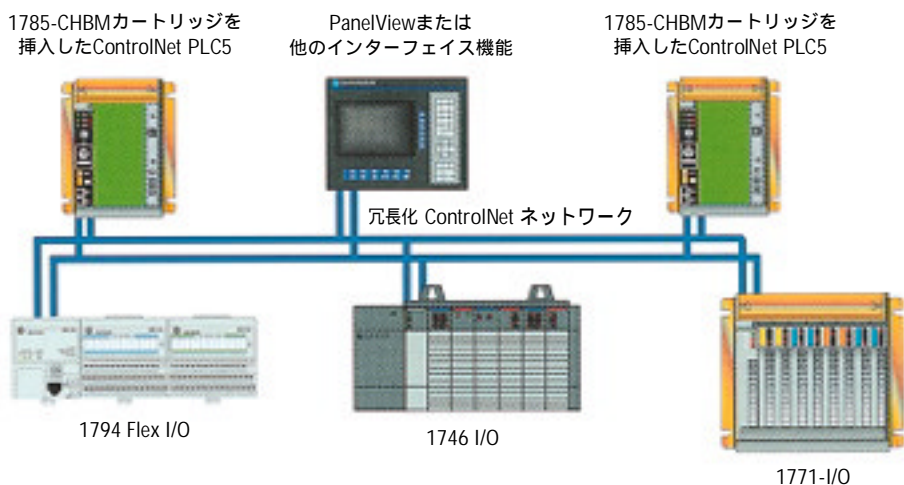 1785-CHBMカートリッジを
挿入したControlNet PLC5
PanelViewまたは
他のインターフェイス機能
1785-CHBMカートリッジを
挿入したControlNet PLC5
冗長化 ControlNet ネットワーク
1794 Flex I/O
1746 I/O
1771-I/O